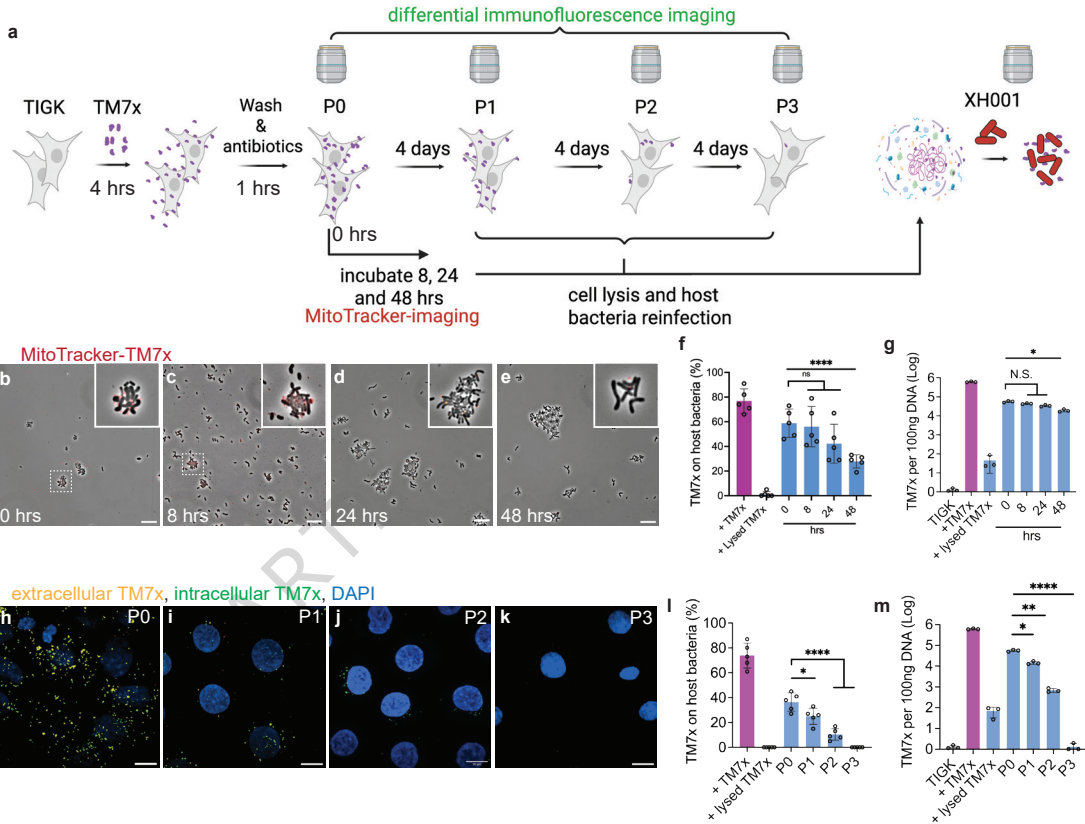 a
differential immunofluorescence imaging
TIGK
TM7x
4 hrs
Wash
&
antibiotics
1 hrs
P0
4 days
P1
4 days
P2
4 days
P3
XH001
0 hrs
incubate 8, 24
and 48 hrs
MitoTracker-imaging
cell lysis and host
bacteria reinfection
MitoTracker-TM7x
b
0 hrs
c
8 hrs
d
24 hrs
e
48 hrs
f
TM7x on host bacteria (%)
100
80
60
40
20
0
****
ns
+ TM7x
+ Lysed TM7x
0
8
24
48
hrs
g
TM7x per 100ng DNA (Log)
6
5
4
3
2
1
0
*
N.S.
TIGK
+ TM7x
+ lysed TM7x
0
8
24
48
hrs
extracellular TM7x, intracellular TM7x, DAPI
h
P0
i
P1
j
P2
k
P3
l
TM7x on host bacteria (%)
100
80
60
40
20
0
****
*
+ TM7x
+ lysed TM7x
P0
P1
P2
P3
m
TM7x per 100ng DNA (Log)
6
5
4
3
2
1
0
****
**
*
TIGK
+ TM7x
+ lysed TM7x
P0
P1
P2
P3